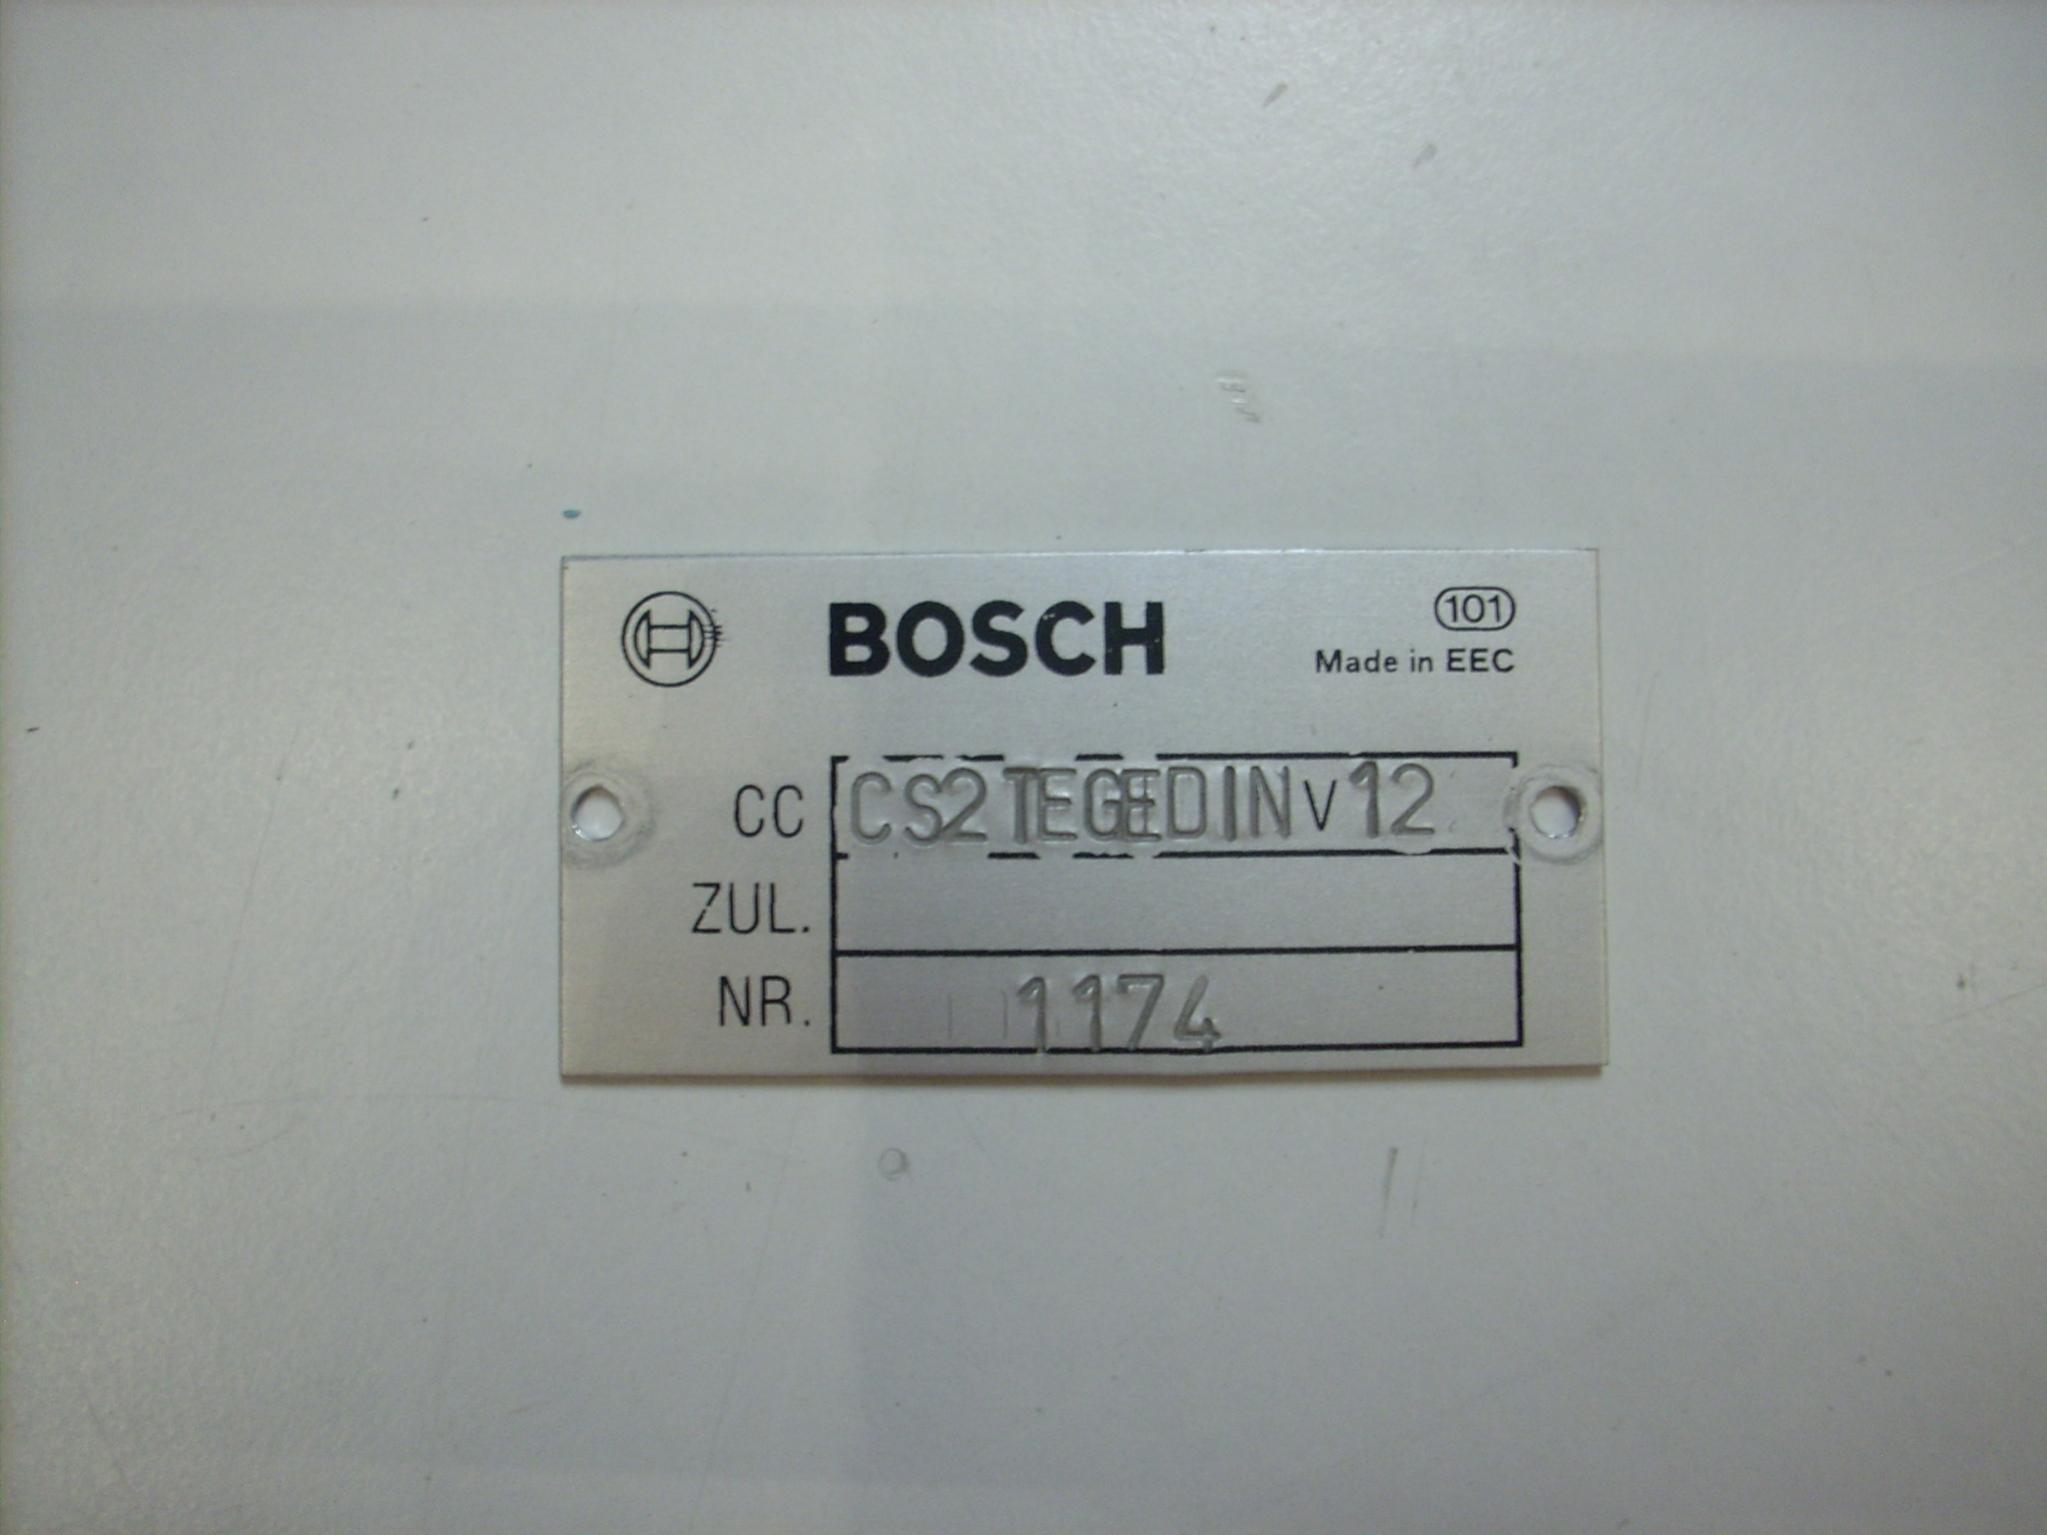 BOSCH
101
Made in EEC
CC CS2TEGEDINV12
ZUL.
NR. 1174